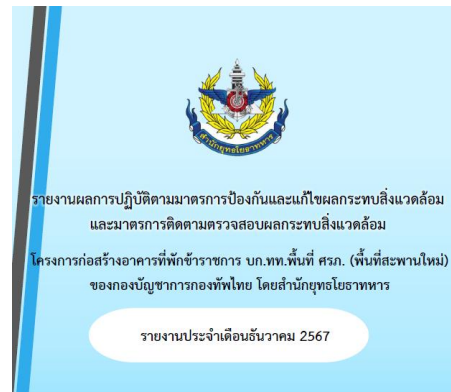 สำนักยุทธโยธาทหาร
รายงานผลการปฏิบัติตามมาตรการป้องกันและแก้ไขผลกระทบสิ่งแวดล้อม
และมาตรการติดตามตรวจสอบผลกระทบสิ่งแวดล้อม
โครงการก่อสร้างอาคารที่พักข้าราชการ บก.ทท.พื้นที่ ศรภ. (พื้นที่สะพานใหม่)
ของกองบัญชาการกองทัพไทย โดยสำนักยุทธโยธาทหาร
รายงานประจำเดือนธันวาคม 2567